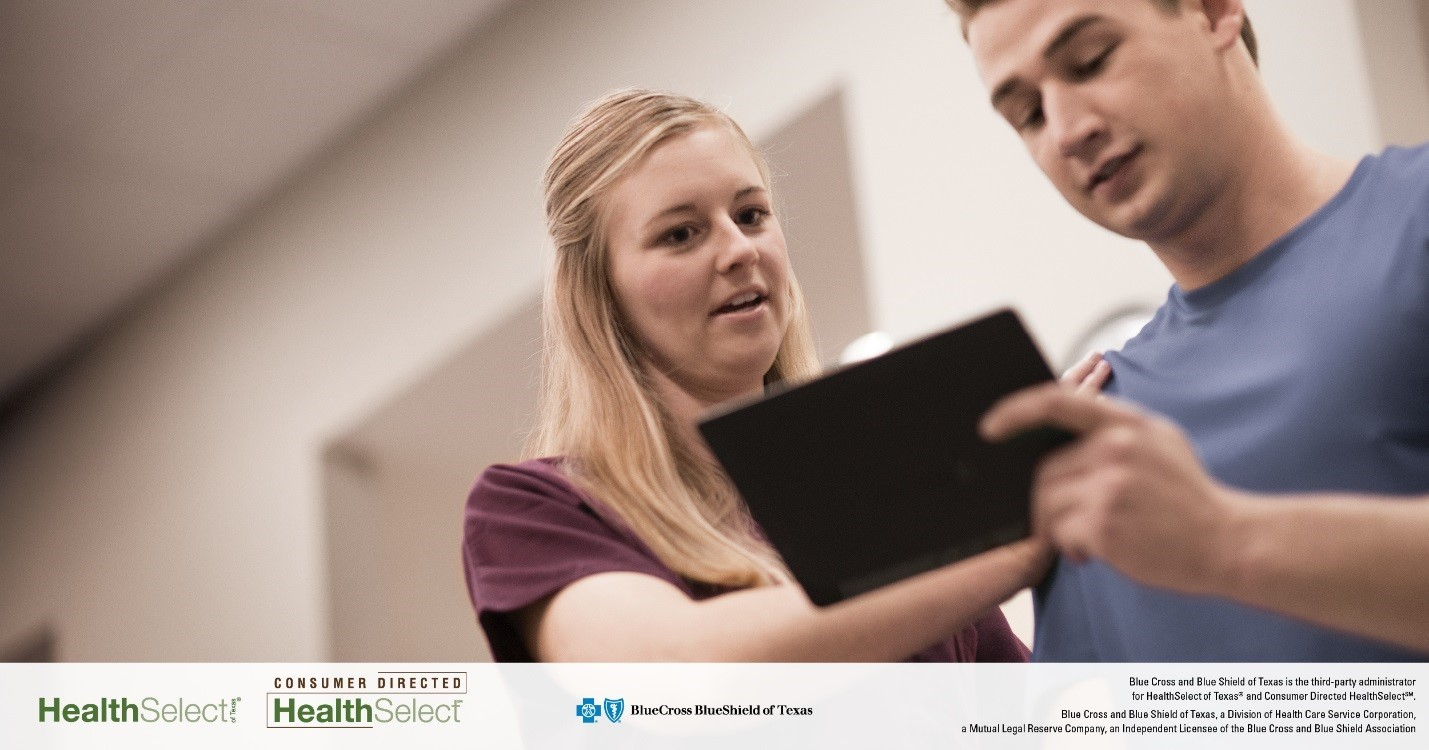 HealthSelect® of Texas
CONSUMER DIRECTED
HealthSelect℠
BlueCross BlueShield of Texas
Blue Cross and Blue Shield of Texas is the third-party administrator
for HealthSelect of Texas® and Consumer Directed HealthSelect℠.
Blue Cross and Blue Shield of Texas, a Division of Health Care Service Corporation,
a Mutual Legal Reserve Company, an Independent Licensee of the Blue Cross and Blue Shield Association